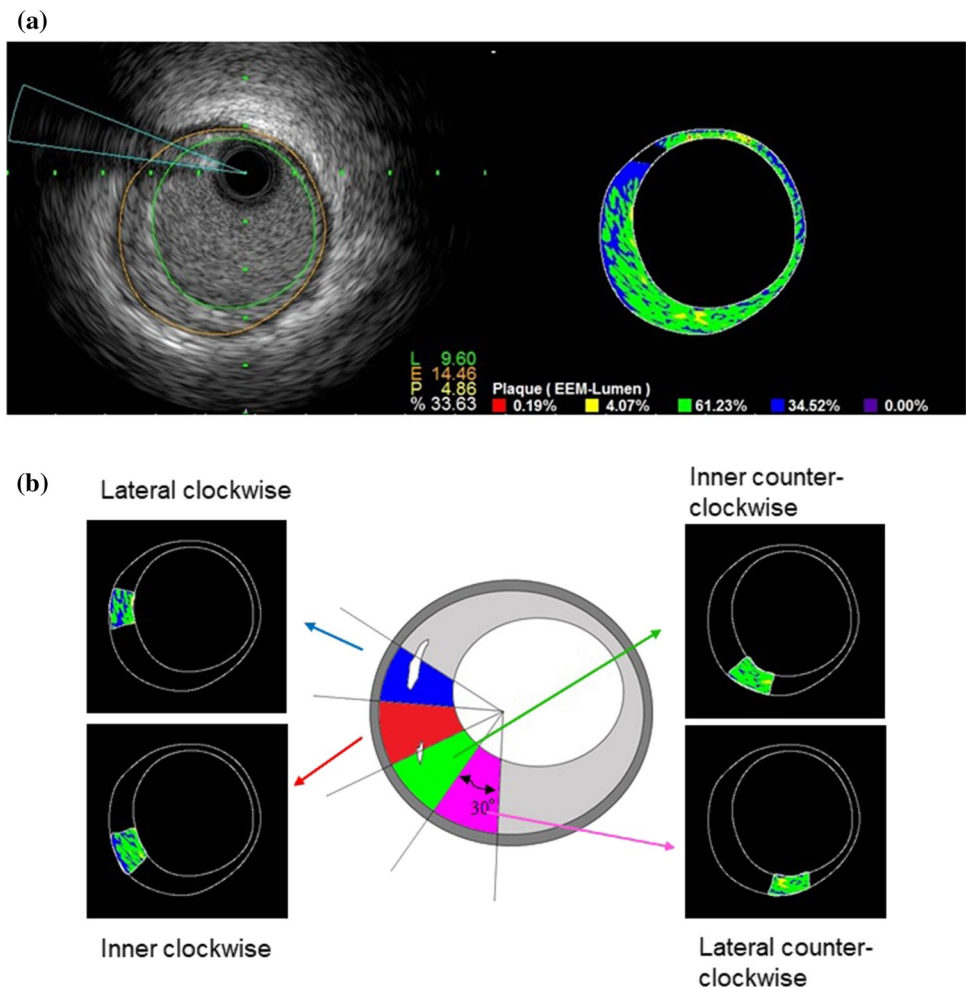 (a)
L 9.60
E 14.46
P 4.86
% 33.63
Plaque ( EEM-Lumen )
0.19% 4.07% 61.23% 34.52% 0.00%
(b)
Lateral clockwise
Inner counter-
clockwise
30°
Inner clockwise
Lateral counter-
clockwise